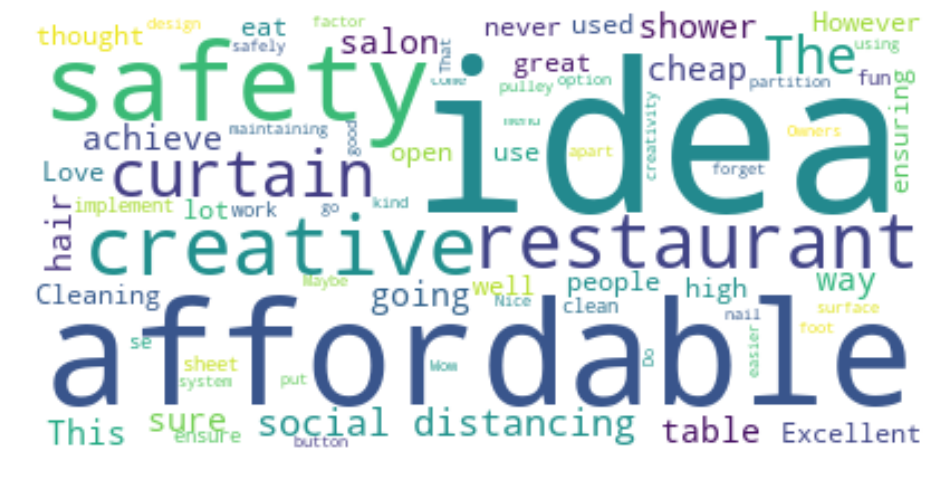 thought design eat factor never used shower However
safely salon That great cheap The using
safety come idea pulley option partition fun
achieve maintaining good open use apart creativity Owners ensuring
Love curtain forget
hair implement lot work go kind
creative restaurant
Cleaning Maybe going well Nice people clean high nail way surface
affordable
se sheet system put Wow Do easier foot
This sure ensure social distancing button table Excellent